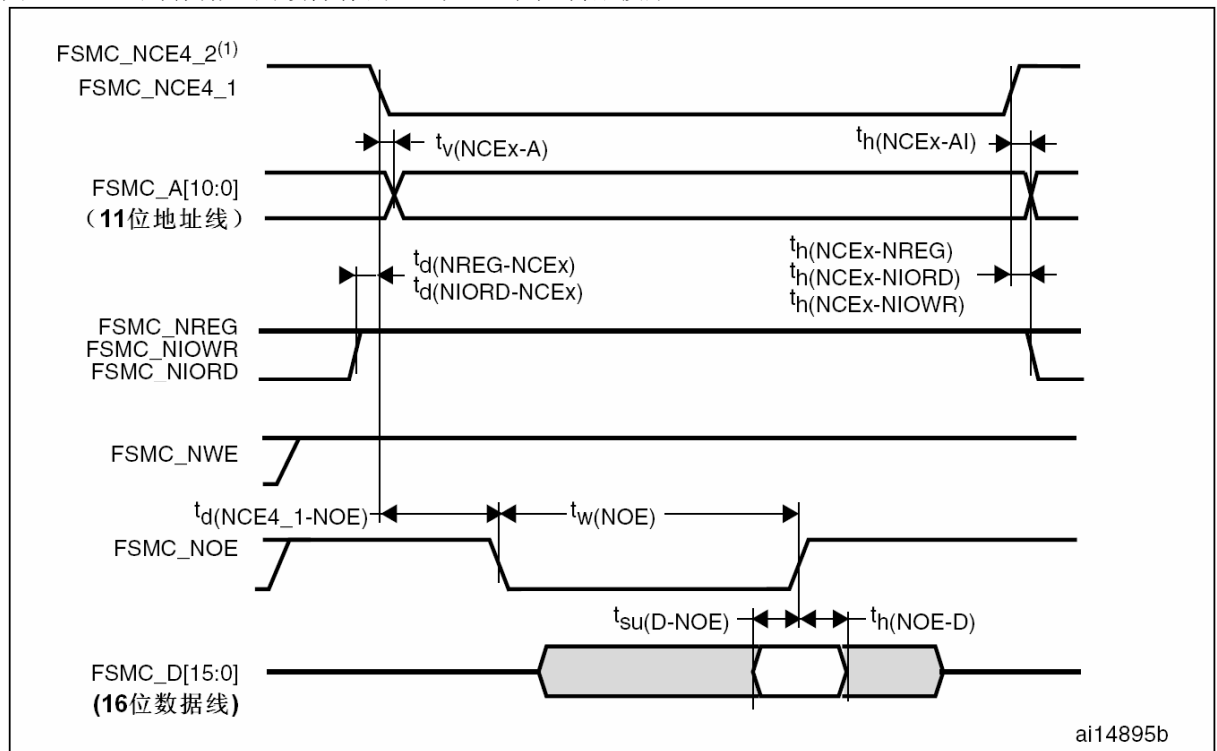 FSMC_NCE4_2(1)
FSMC_NCE4_1
tv(NCEx-A)
th(NCEx-AI)
FSMC_A[10:0]
（11位地址线）
td(NREG-NCEx)
td(NIORD-NCEx)
th(NCEx-NREG)
th(NCEx-NIORD)
th(NCEx-NIOWR)
FSMC_NREG
FSMC_NIOWR
FSMC_NIORD
FSMC_NWE
td(NCE4_1-NOE)
tw(NOE)
FSMC_NOE
tsu(D-NOE)
th(NOE-D)
FSMC_D[15:0]
(16位数据线)
ai14895b